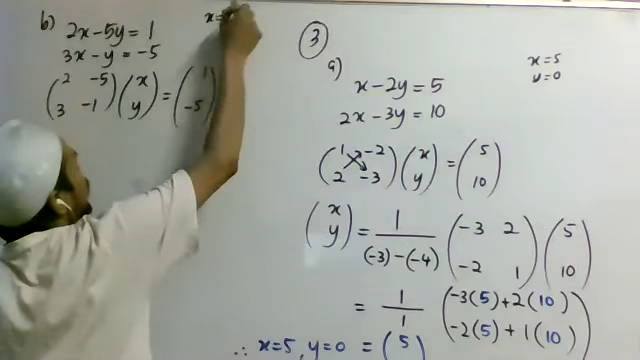 b) 2x - 5y = 1
3x - y = -5
(2 -5
3 -1) (x
y) = (1
-5)
x=
3
a)
x - 2y = 5
2x - 3y = 10
x=5
y=0
(1 -2
2 -3) (x
y) = (5
10)
(x
y) = 1/((-3)-(-4)) (-3 2
-2 1) (5
10)
= 1/1 (-3(5)+2(10)
-2(5)+1(10))
∴ x=5, y=0 = (5